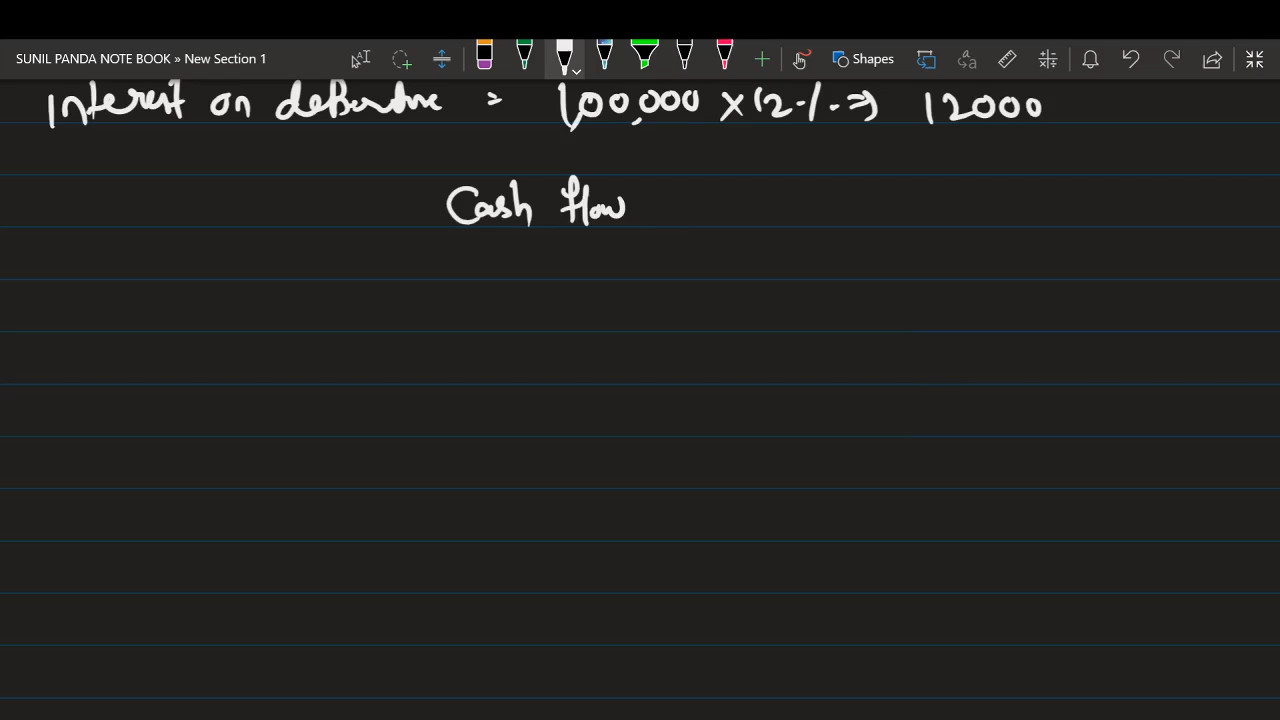 SUNIL PANDA NOTE BOOK » New Section 1
Shapes
Interest on debenture = 1,00,000 × 12% => 12000
Cash flow